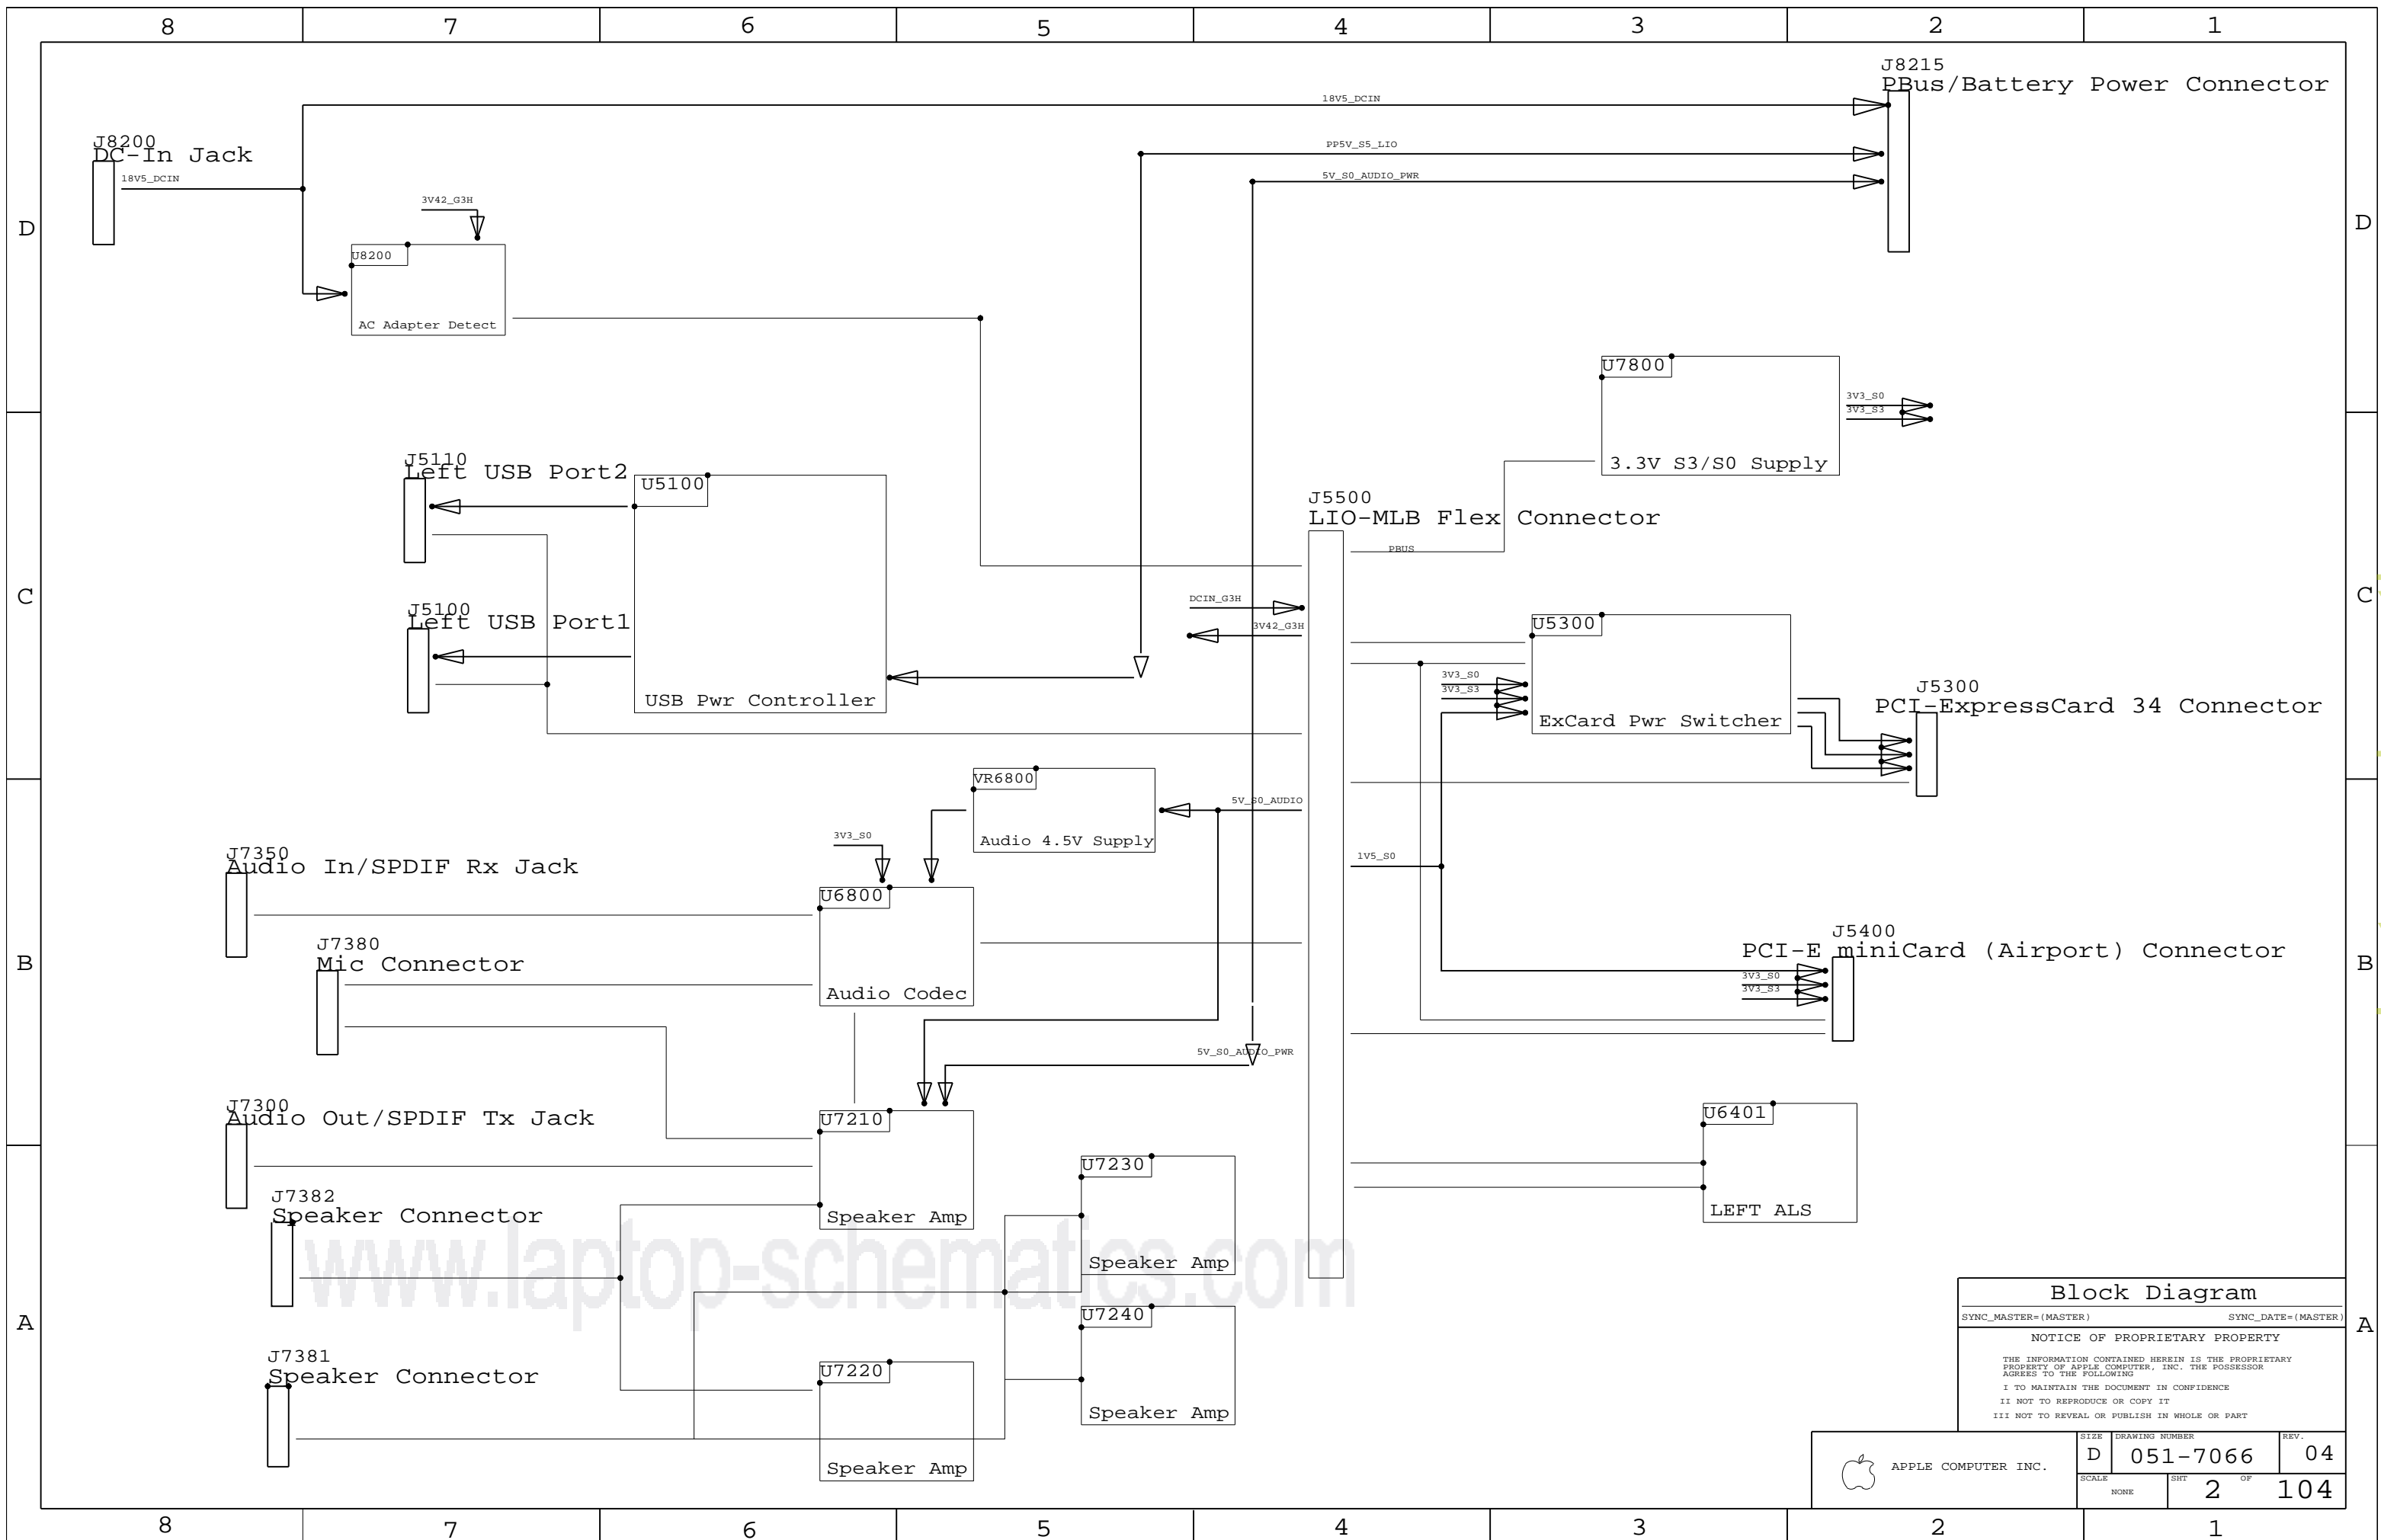 8 7 6 5 4 3 2 1
J8215
PBus/Battery Power Connector
18V5_DCIN
J8200
DC-In Jack
18V5_DCIN
PP5V_S5_LIO
5V_S0_AUDIO_PWR
3V42_G3H
D
D
U8200
AC Adapter Detect
U7800
3V3_S0
3V3_S3
3.3V S3/S0 Supply
J5110
Left USB Port2
U5100
J5500
LIO-MLB Flex Connector
PBUS
C
C
J5100
Left USB Port1
DCIN_G3H
3V42_G3H
U5300
3V3_S0
3V3_S3
USB Pwr Controller
ExCard Pwr Switcher
J5300
PCI-ExpressCard 34 Connector
VR6800
5V_S0_AUDIO
Audio 4.5V Supply
3V3_S0
1V5_S0
J7350
Audio In/SPDIF Rx Jack
U6800
J7380
Mic Connector
Audio Codec
J5400
PCI-E miniCard (Airport) Connector
3V3_S0
3V3_S3
B
B
5V_S0_AUDIO_PWR
J7300
Audio Out/SPDIF Tx Jack
U7210
U6401
U7230
J7382
Speaker Connector
Speaker Amp
LEFT ALS
www.laptop-schematics.com
Speaker Amp
U7240
A
A
J7381
Speaker Connector
U7220
Speaker Amp
Speaker Amp
Block Diagram
SYNC_MASTER=(MASTER) SYNC_DATE=(MASTER)
NOTICE OF PROPRIETARY PROPERTY
THE INFORMATION CONTAINED HEREIN IS THE PROPRIETARY
PROPERTY OF APPLE COMPUTER, INC. THE POSSESSOR
AGREES TO THE FOLLOWING
I TO MAINTAIN THE DOCUMENT IN CONFIDENCE
II NOT TO REPRODUCE OR COPY IT
III NOT TO REVEAL OR PUBLISH IN WHOLE OR PART
APPLE COMPUTER INC.
SIZE DRAWING NUMBER REV.
D 051-7066 04
SCALE SHT OF
NONE 2 104
8 7 6 5 4 3 2 1